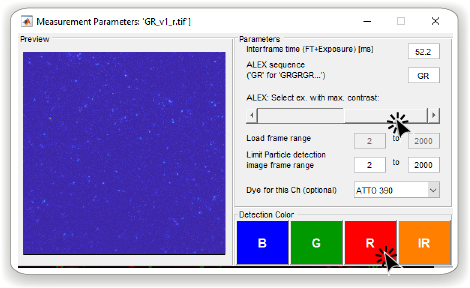 Measurement Parameters: 'GR_v1_r.tif']
Preview
Parameters
Interframe time (FT+Exposure) [ms]
52.2
ALEX sequence
('GR' for 'GRGRGR...')
GR
ALEX: Select ex. with max. contrast:
Load frame range
2
to
2000
Limit Particle detection
image frame range
2
to
2000
Dye for this Ch (optional)
ATTO 390
Detection Color
B
G
R
IR